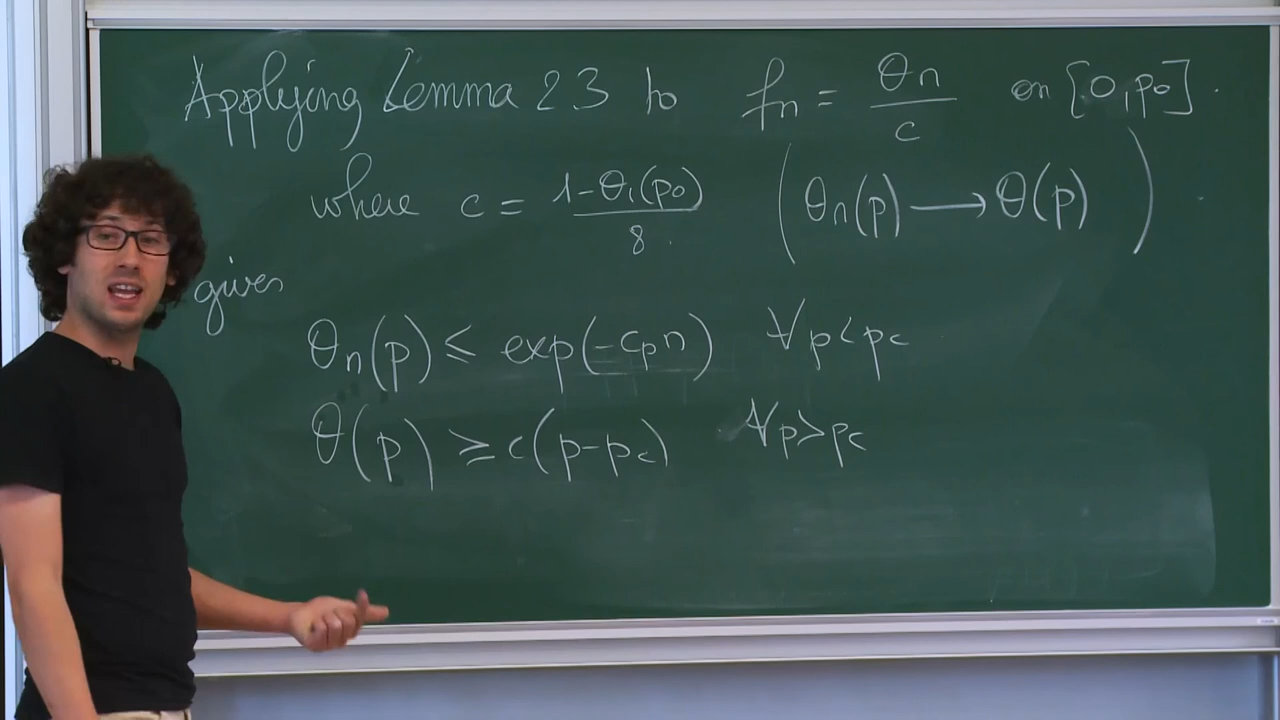 Applying Lemma 2.3 to fn = θn / c on [0, p0].
where c = 1-θ1(p0) / 8 . ( θn(p) ⟶ θ(p) )
gives
θn(p) ≤ exp(-cpn) ∀p<pc
θ(p) ≥ c(p-pc) ∀p>pc